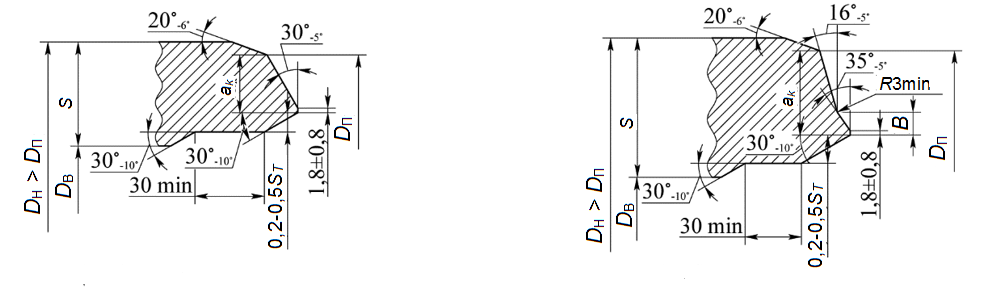 20°-6°
30°-5°
S
aк
Dн > Dп
Dв
Dп
30°-10°
30°-10°
30 min
0,2-0,5Sт
1,8±0,8
20°-6°
16°-5°
35°-5°
R3min
S
aк
B
Dн > Dп
Dв
Dп
30°-10°
30°-10°
30 min
0,2-0,5Sт
1,8±0,8